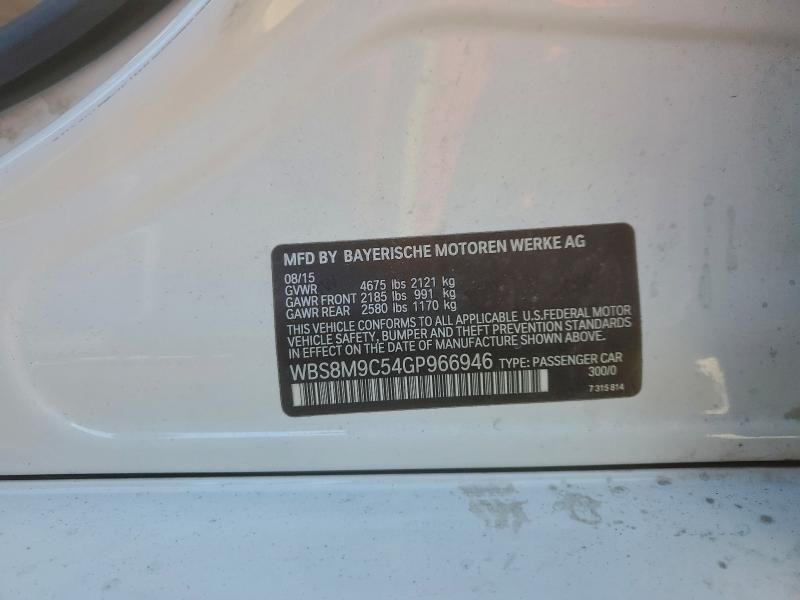 MFD BY BAYERISCHE MOTOREN WERKE AG
08/15
GVWR 4675 lbs 2121 kg
GAWR FRONT 2185 lbs 991 kg
GAWR REAR 2580 lbs 1170 kg
THIS VEHICLE CONFORMS TO ALL APPLICABLE U.S.FEDERAL MOTOR
VEHICLE SAFETY, BUMPER AND THEFT PREVENTION STANDARDS
IN EFFECT ON THE DATE OF MANUFACTURE SHOWN ABOVE.
WBS8M9C54GP966946 TYPE: PASSENGER CAR
300/0
7 315 814